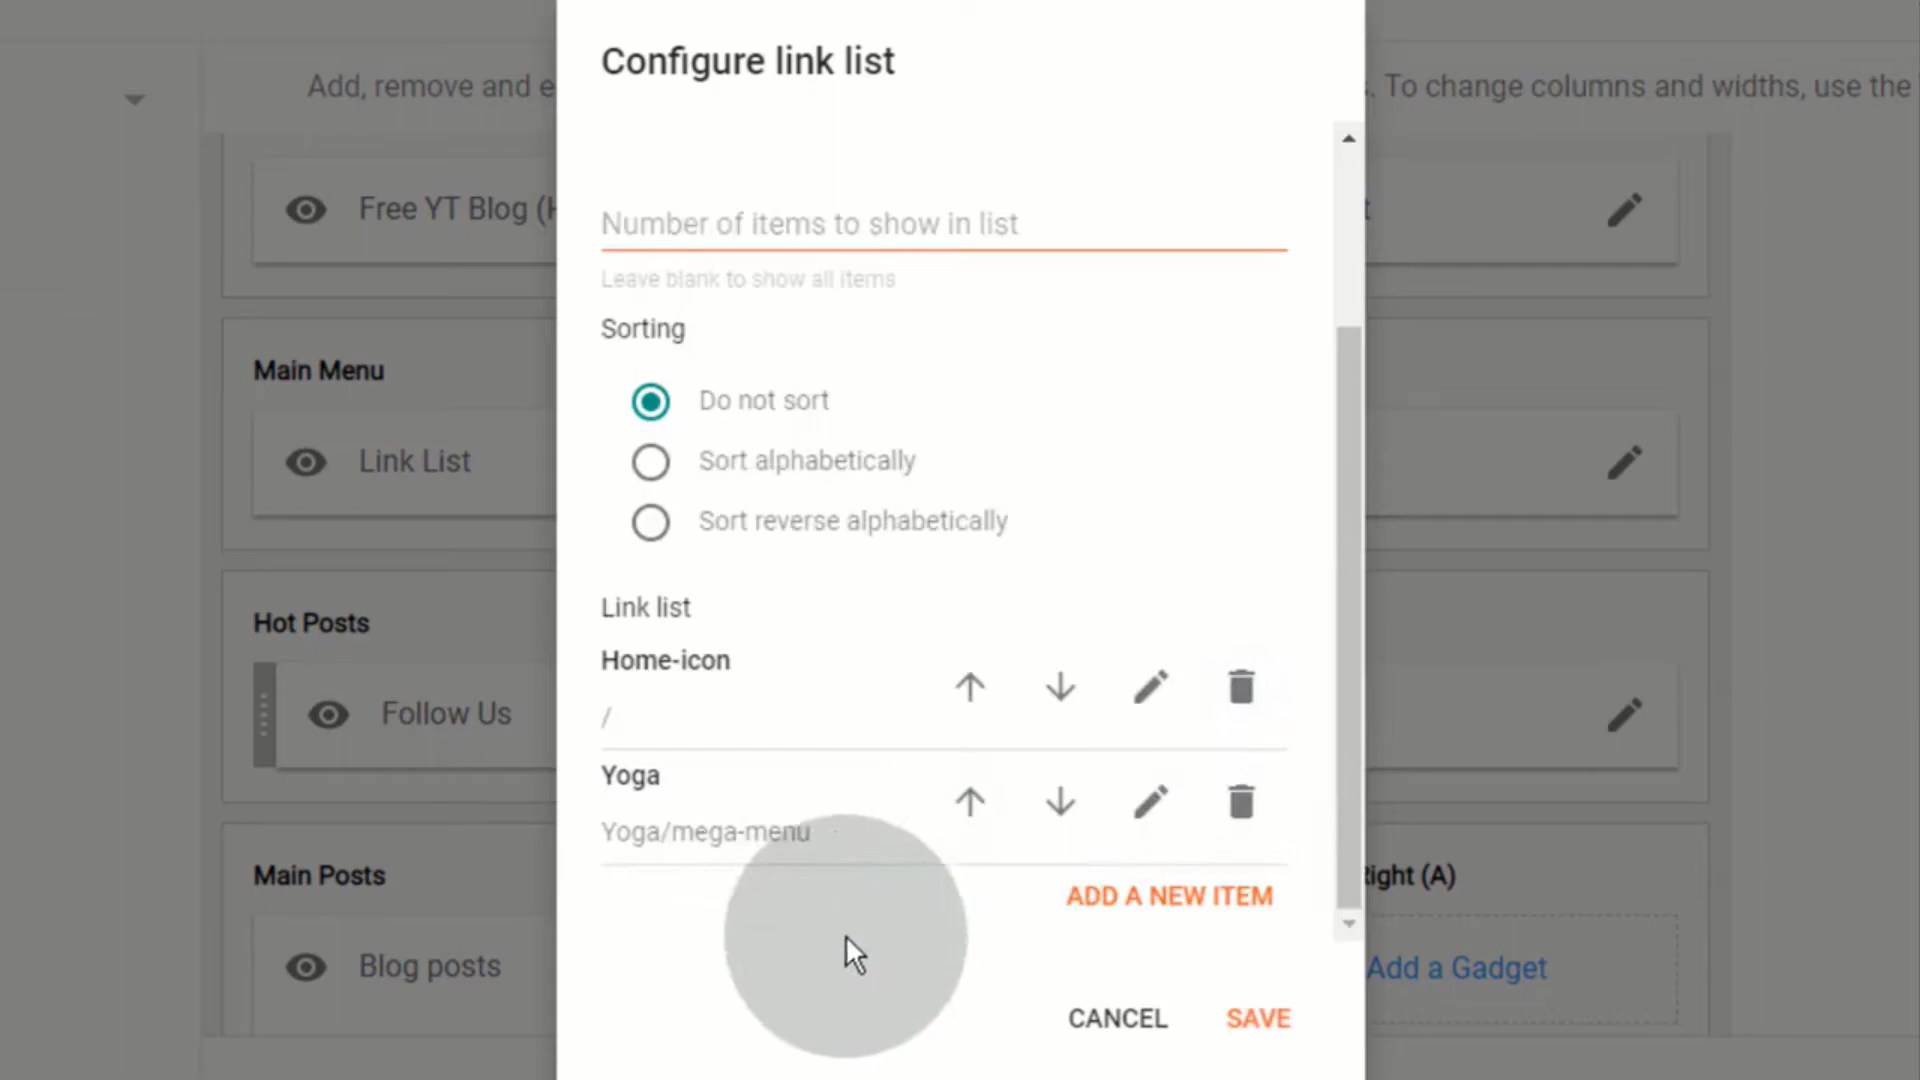 Configure link list
Add, remove and e
. To change columns and widths, use the
Free YT Blog (H
t
Number of items to show in list
Leave blank to show all items
Sorting
Main Menu
Do not sort
Link List
Sort alphabetically
Sort reverse alphabetically
Link list
Hot Posts
Home-icon
/
Follow Us
Yoga
Yoga/mega-menu
Main Posts
Right (A)
ADD A NEW ITEM
Blog posts
Add a Gadget
CANCEL
SAVE